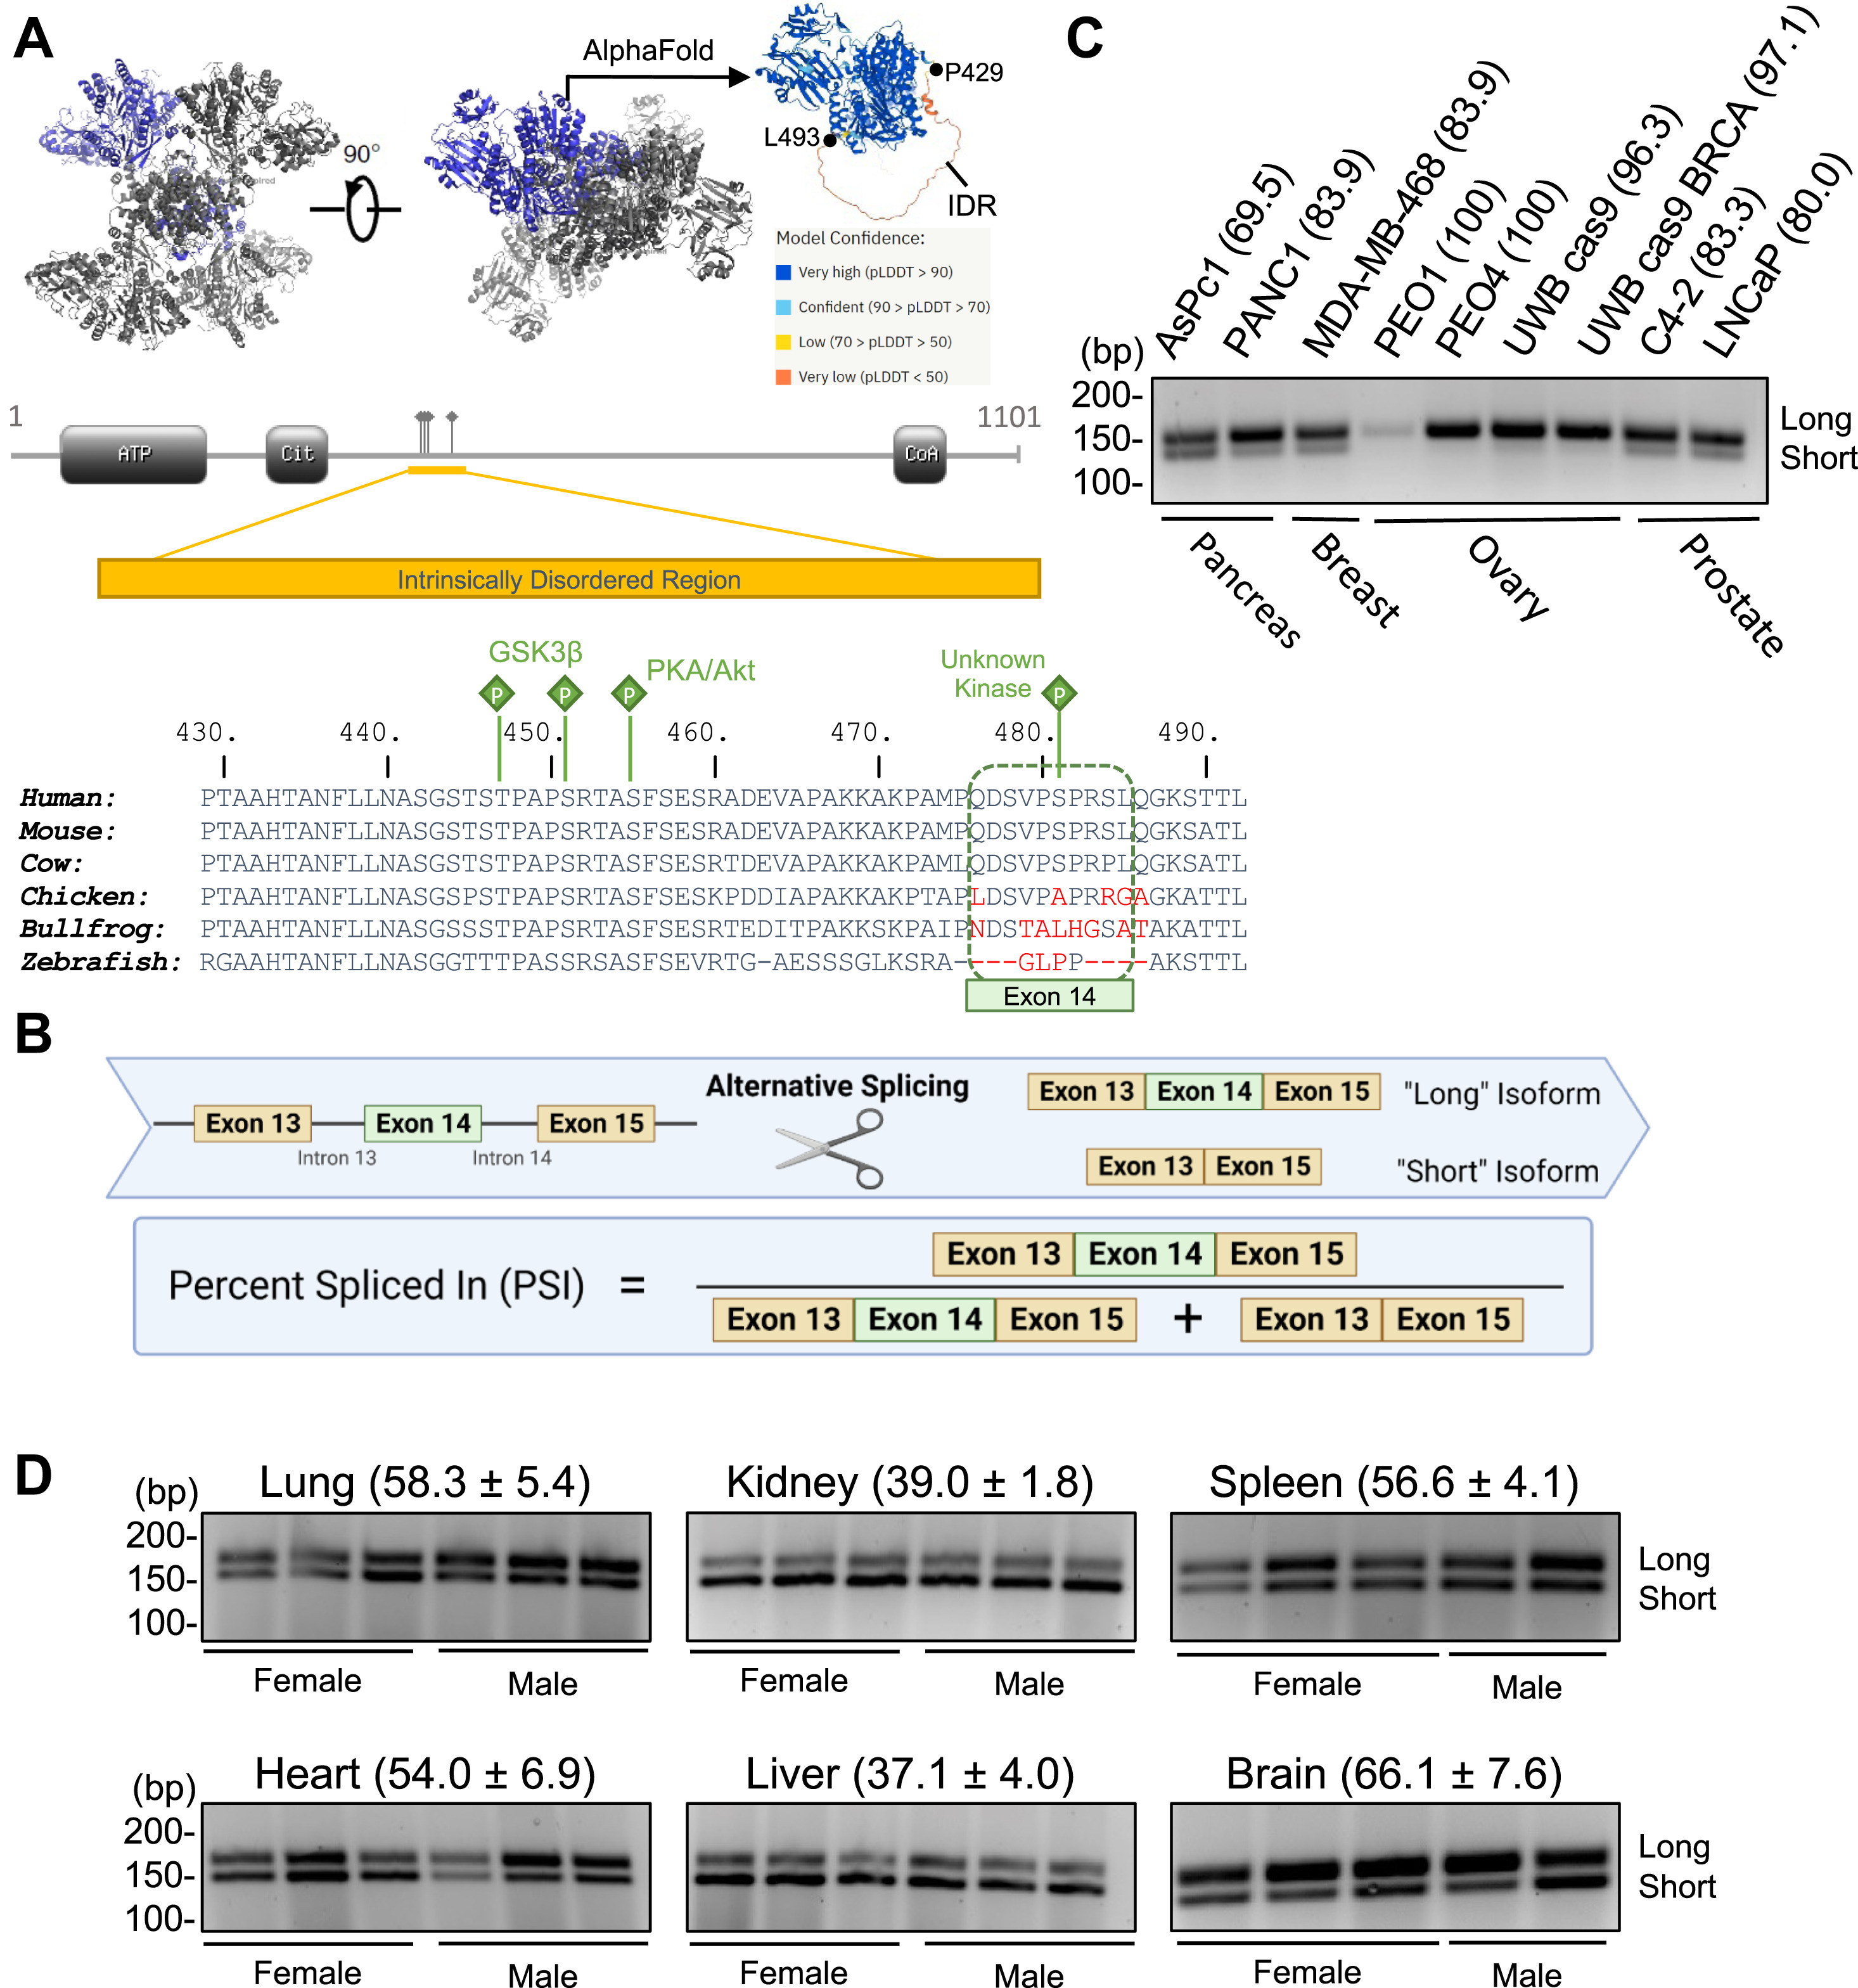 A
AlphaFold
P429
L493
IDR
90°
Model Confidence:
Very high (pLDDT > 90)
Confident (90 > pLDDT > 70)
Low (70 > pLDDT > 50)
Very low (pLDDT < 50)
1
1101
ATP
Cit
CoA
Intrinsically Disordered Region
GSK3β
PKA/Akt
Unknown
Kinase
P P P P
430. 440. 450. 460. 470. 480. 490.
Human: PTAAHTANFLLNASGSTSTPAPSRTASFSESRADEVAPAKKAKPAMPQDSVPSPRSLQGKSTTL
Mouse: PTAAHTANFLLNASGSTSTPAPSRTASFSESRADEVAPAKKAKPAMPQDSVPSPRSLQGKSATL
Cow: PTAAHTANFLLNASGSTSTPAPSRTASFSESRTDEVAPAKKAKPAMLQDSVPSPRPLQGKSATL
Chicken: PTAAHTANFLLNASGSPSTPAPSRTASFSESKPDDIAPAKKAKPTAPLDSVPAPRRGAGKATTL
Bullfrog: PTAAHTANFLLNASGSSSTPAPSRTASFSESRTEDITPAKKSKPAIPNDSTALHGSATAKATTL
Zebrafish: RGAAHTANFLLNASGGTTTPASSRSASFSEVRTG-AESSSGLKSRA-----GLPP-----AKSTTL
Exon 14
C
AsPc1 (69.5)
PANC1 (83.9)
MDA-MB-468 (83.9)
PEO1 (100)
PEO4 (100)
UWB cas9 (96.3)
UWB cas9 BRCA (97.1)
C4-2 (83.3)
LNCaP (80.0)
(bp)
200-
150-
100-
Long
Short
Pancreas
Breast
Ovary
Prostate
B
Exon 13 Exon 14 Exon 15
Intron 13 Intron 14
Alternative Splicing
Exon 13 Exon 14 Exon 15 "Long" Isoform
Exon 13 Exon 15 "Short" Isoform
Percent Spliced In (PSI) =
Exon 13 Exon 14 Exon 15
Exon 13 Exon 14 Exon 15 + Exon 13 Exon 15
D
(bp)
Lung (58.3 ± 5.4)
Kidney (39.0 ± 1.8)
Spleen (56.6 ± 4.1)
200-
150-
100-
Long
Short
Female Male
Female Male
Female Male
(bp)
Heart (54.0 ± 6.9)
Liver (37.1 ± 4.0)
Brain (66.1 ± 7.6)
200-
150-
100-
Long
Short
Female Male
Female Male
Female Male